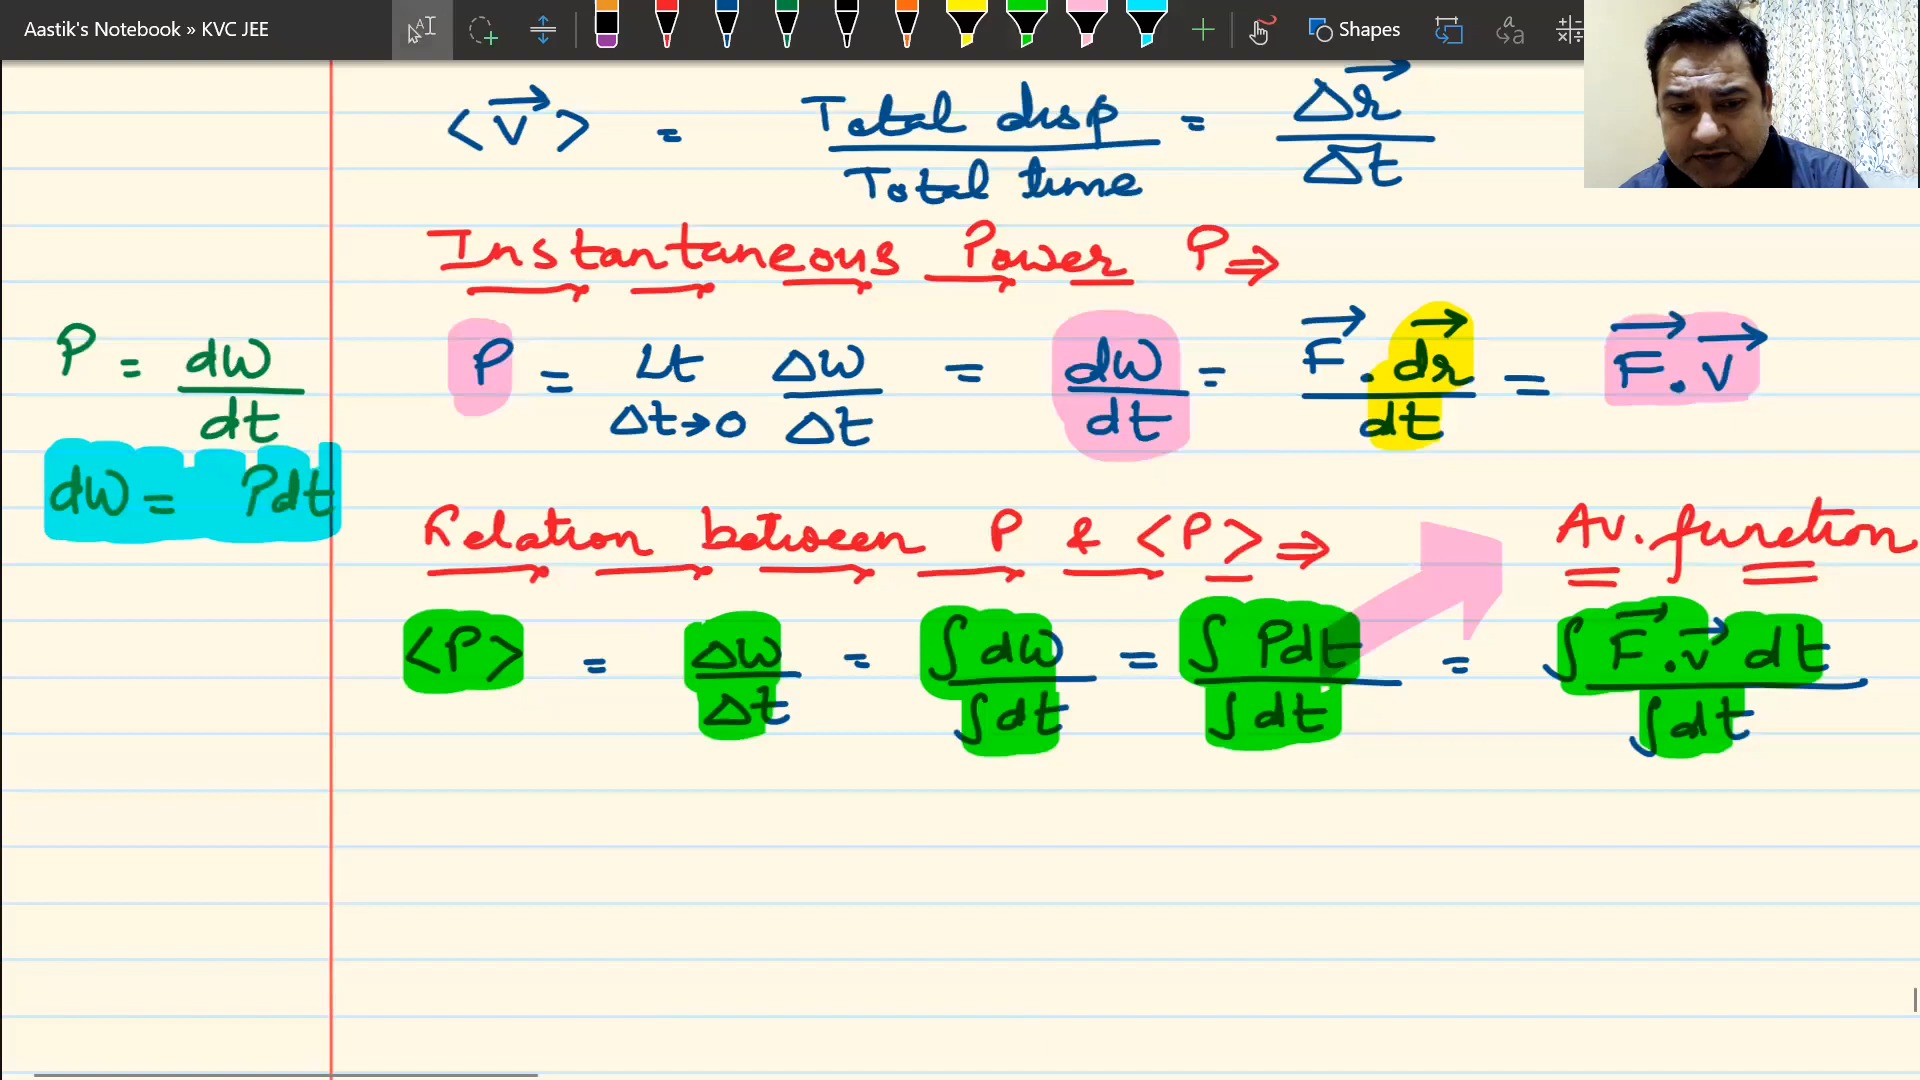 Aastik's Notebook » KVC JEE
Shapes
<v⃗> = Total disp / Total time = Δr⃗ / Δt
Instantaneous Power P ⇒
P = Lt Δt→0 ΔW / Δt = dW / dt = F⃗ . dr⃗ / dt = F⃗ . v⃗
P = dW / dt
dW = Pdt
Relation between P & <P> ⇒
Av. function
<P> = ΔW / Δt = ∫ dW / ∫ dt = ∫ Pdt / ∫ dt = ∫ F⃗ . v⃗ dt / ∫ dt